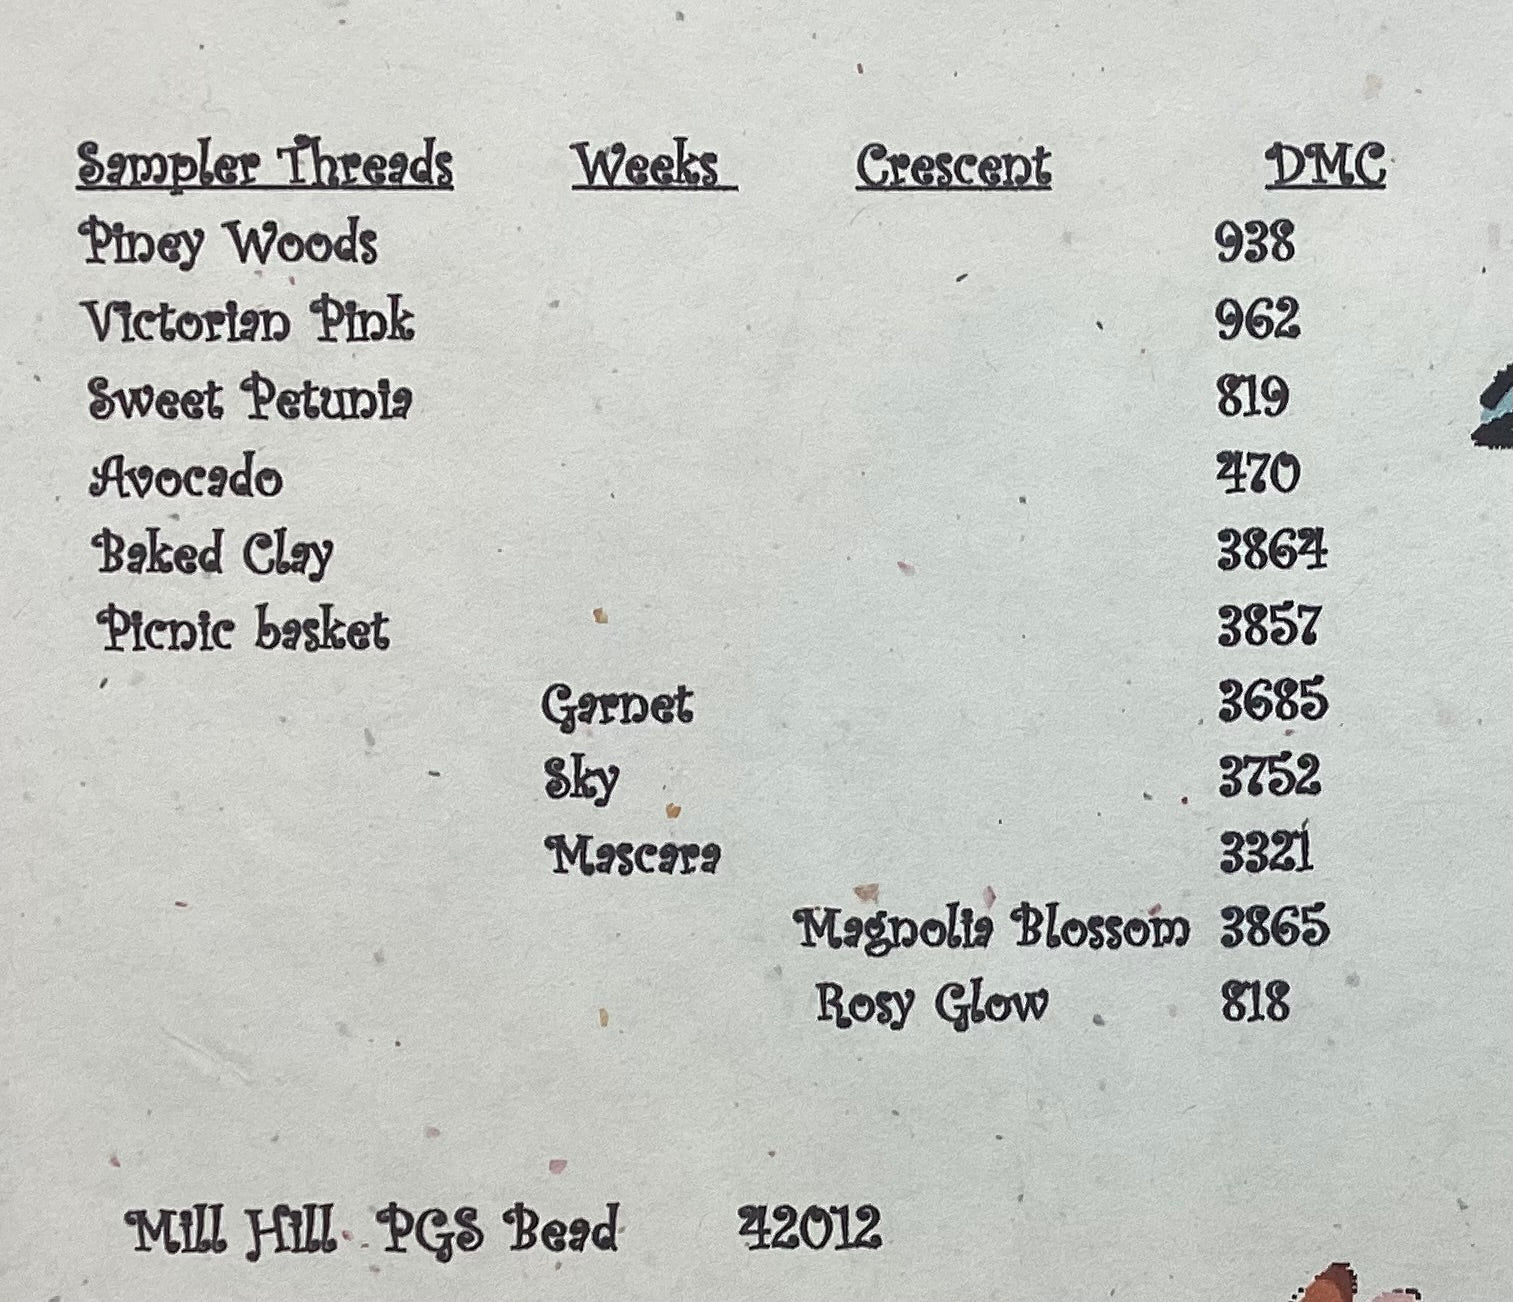 Sampler Threads Weeks Crescent DMC
Piney Woods 938
Victorian Pink 962
Sweet Petunia 819
Avocado 470
Baked Clay 3864
Picnic basket 3857
Garnet 3685
Sky 3752
Mascara 3321
Magnolia Blossom 3865
Rosy Glow 818
Mill Hill PGS Bead 42012